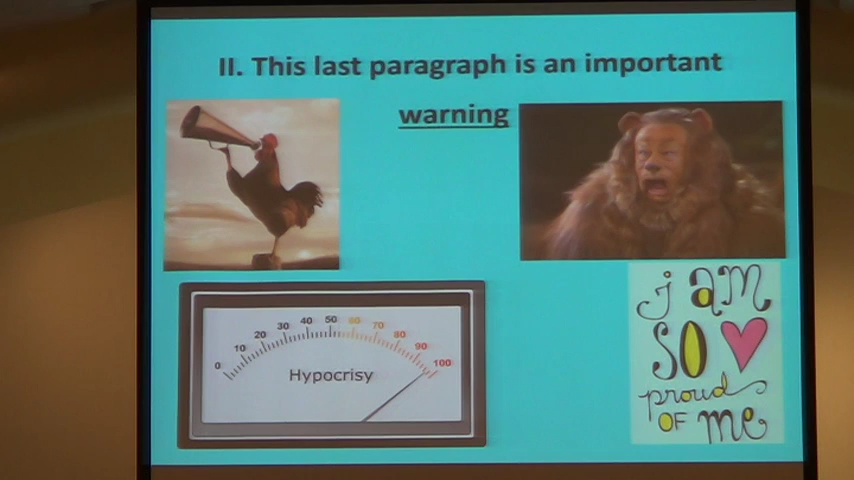 II. This last paragraph is an important
warning
0 10 20 30 40 50 60 70 80 90 100
Hypocrisy
i am
so
proud
OF me